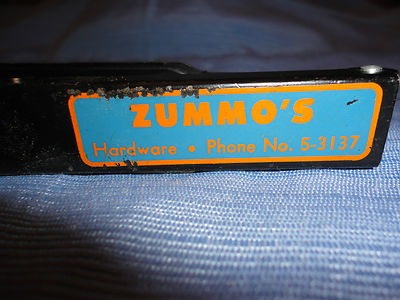 ZUMMO'S
Hardware • Phone No. 5-3137